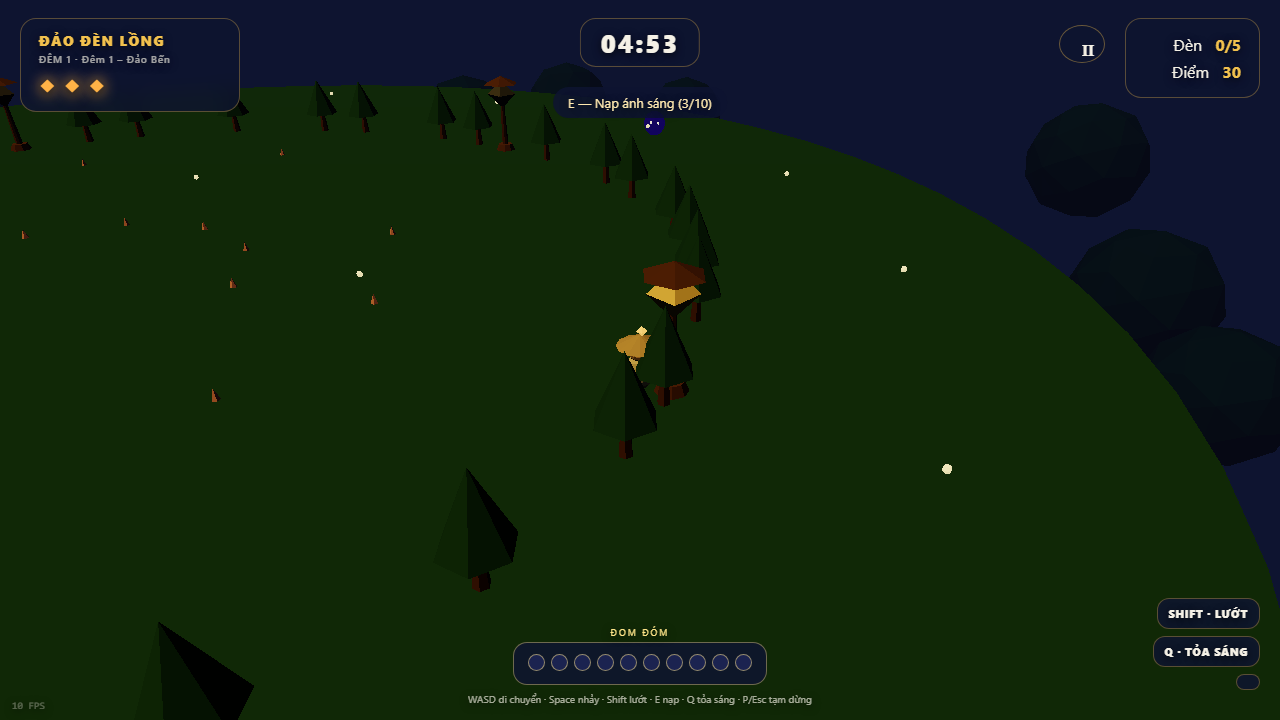 ĐẢO ĐÈN LỒNG
ĐÊM 1 · Đêm 1 – Đảo Bến
04:53
II
Đèn 0/5
Điểm 30
E — Nạp ánh sáng (3/10)
SHIFT · LƯỚT
Q · TỎA SÁNG
ĐOM ĐÓM
WASD di chuyển · Space nhảy · Shift lướt · E nạp · Q tỏa sáng · P/Esc tạm dừng
10 FPS